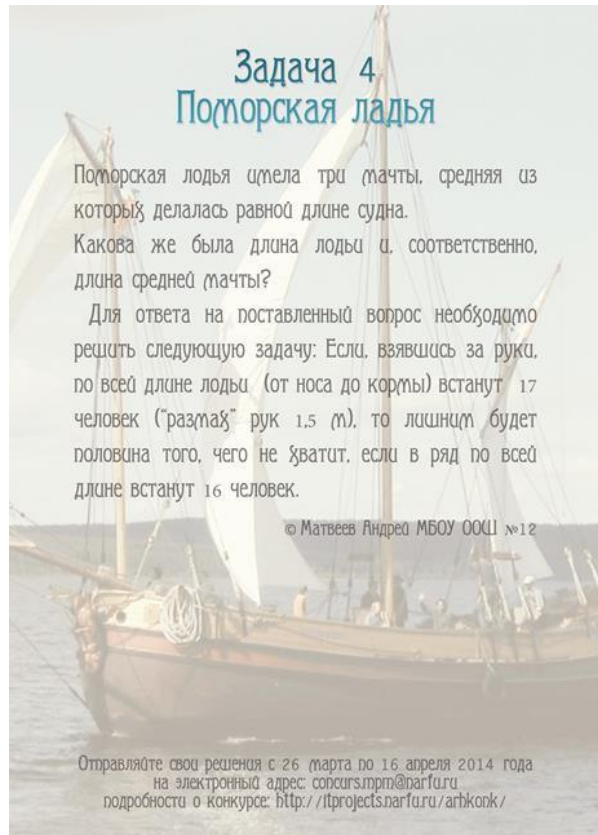 Задача 4
Поморская ладья
Поморская лодья имела три мачты, средняя из
которых делалась равной длине судна.
Какова же была длина лодьи и, соответственно,
длина средней мачты?
Для ответа на поставленный вопрос необходимо
решить следующую задачу: Если, взявшись за руки,
по всей длине лодьи (от носа до кормы) встанут 17
человек ("размах" рук 1,5 м), то лишним будет
половина того, чего не хватит, если в ряд по всей
длине встанут 16 человек.
© Матвеев Андрей МБОУ ООШ №12
Отправляйте свои решения с 26 марта по 16 апреля 2014 года
на электронный адрес: concurs.mpm@narfu.ru
подробности о конкурсе: http://itprojects.narfu.ru/arhkonk/